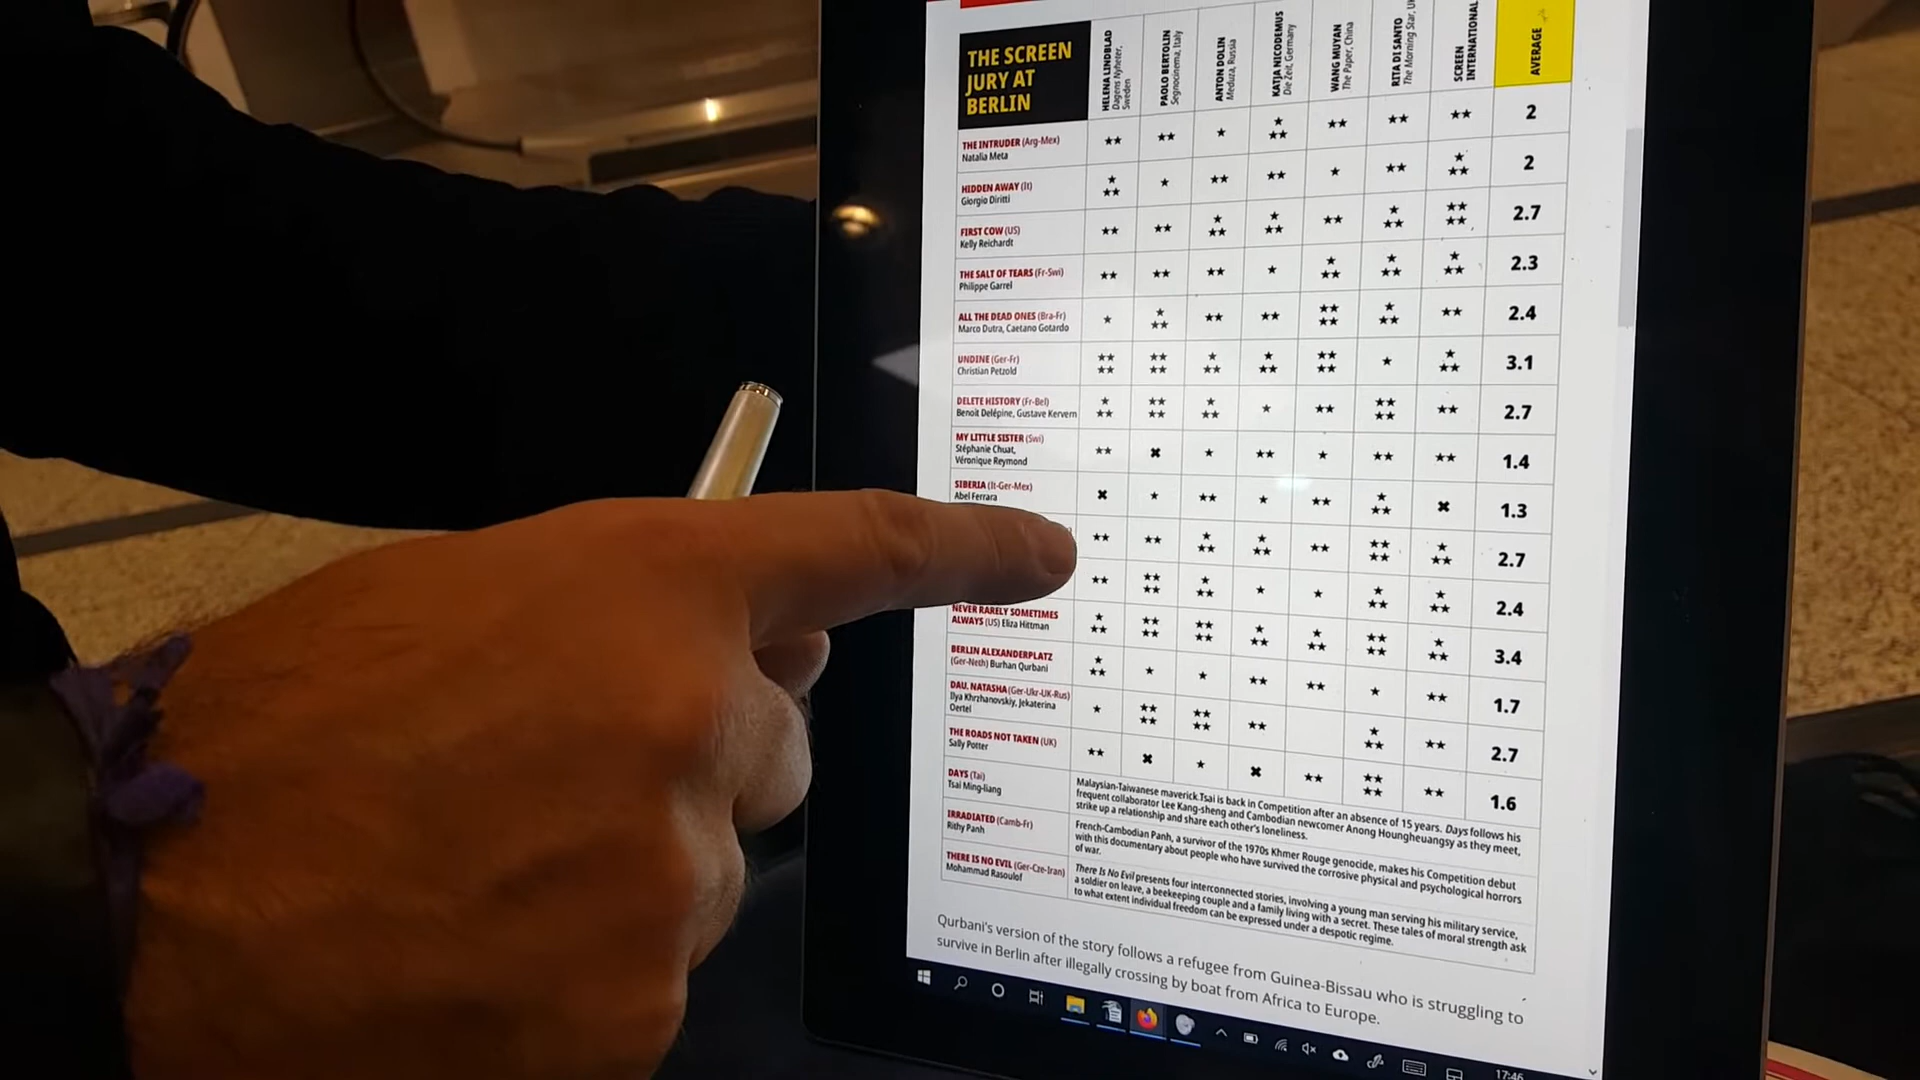 THE SCREEN
JURY AT
BERLIN
HELENA LINDBLAD
Dagens Nyheter,
Sweden
PAOLO BERTOLIN
Segnocinema, Italy
ANTON DOLIN
Meduza, Russia
KATJA NICODEMUS
Die Zeit, Germany
WANG MUYAN
The Paper, China
RITA DI SANTO
The Morning Star,
SCREEN
INTERNATIONAL
AVERAGE
THE INTRUDER (Arg-Mex)
Natalia Meta
2
HIDDEN AWAY (It)
Giorgio Diritti
2
FIRST COW (US)
Kelly Reichardt
2.7
THE SALT OF TEARS (Fr-Swi)
Philippe Garrel
2.3
ALL THE DEAD ONES (Bra-Fr)
Marco Dutra, Caetano Gotardo
2.4
UNDINE (Ger-Fr)
Christian Petzold
3.1
DELETE HISTORY (Fr-Bel)
Benoit Delépine, Gustave Kervern
2.7
MY LITTLE SISTER (Swi)
Stéphanie Chuat,
Véronique Reymond
1.4
SIBERIA (It-Ger-Mex)
Abel Ferrara
1.3
2.7
2.4
NEVER RARELY SOMETIMES
ALWAYS (US) Eliza Hittman
3.4
BERLIN ALEXANDERPLATZ
(Ger-Neth) Burhan Qurbani
1.7
DAU. NATASHA (Ger-Ukr-UK-Rus)
Ilya Khrzhanovskiy, Jekaterina
Oertel
2.7
THE ROADS NOT TAKEN (UK)
Sally Potter
1.6
DAYS (Tai)
Tsai Ming-liang
Malaysian-Taiwanese maverick Tsai is back in Competition after an absence of 15 years. Days follows his
frequent collaborator Lee Kang-sheng and Cambodian newcomer Anong Houngheuangsy as they meet,
strike up a relationship and share each other's loneliness.
IRRADIATED (Camb-Fr)
Rithy Panh
French-Cambodian Panh, a survivor of the 1970s Khmer Rouge genocide, makes his Competition debut
with this documentary about people who have survived the corrosive physical and psychological horrors
of war.
THERE IS NO EVIL (Ger-Cze-Iran)
Mohammad Rasoulof
There Is No Evil presents four interconnected stories, involving a young man serving his military service,
a soldier on leave, a beekeeping couple and a family living with a secret. These tales of moral strength ask
to what extent individual freedom can be expressed under a despotic regime.
Qurbani's version of the story follows a refugee from Guinea-Bissau who is struggling to
survive in Berlin after illegally crossing by boat from Africa to Europe.
17:46